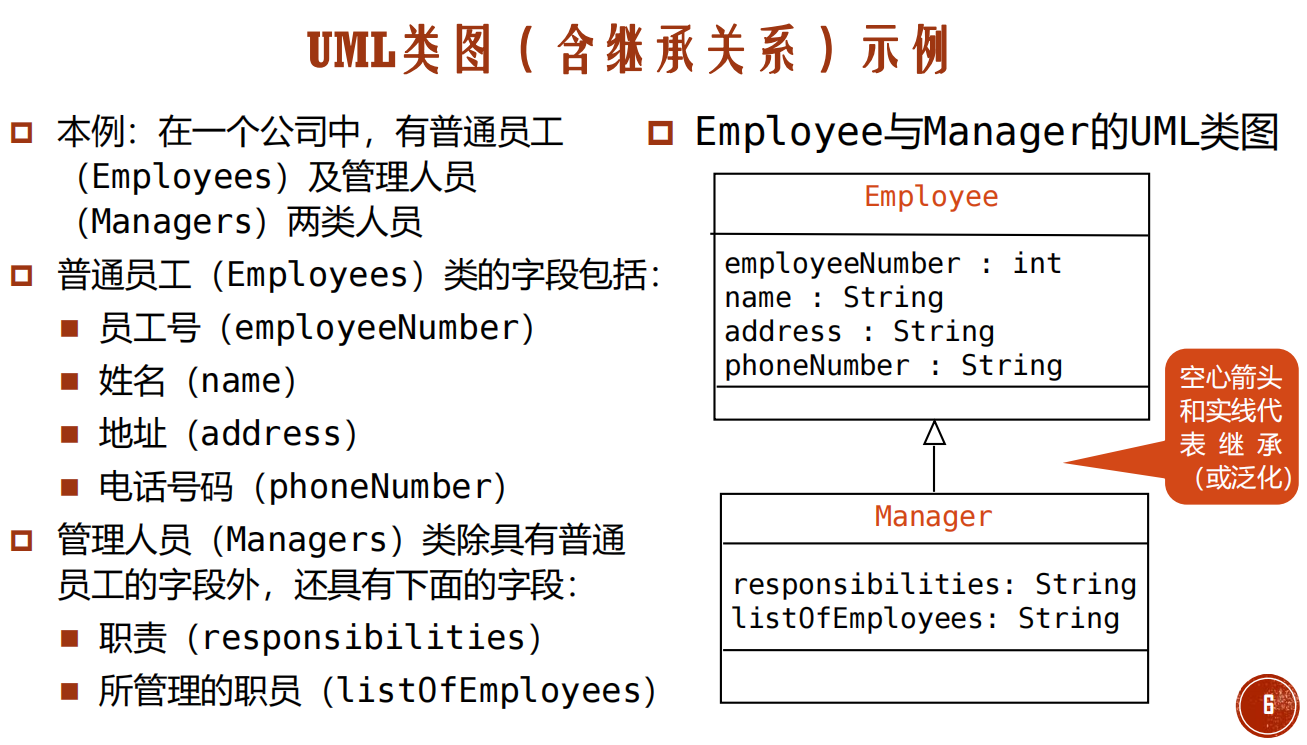 UML类图（含继承关系）示例
本例：在一个公司中，有普通员工
（Employees）及管理人员
（Managers）两类人员
普通员工（Employees）类的字段包括：
员工号（employeeNumber）
姓名（name）
地址（address）
电话号码（phoneNumber）
管理人员（Managers）类除具有普通
员工的字段外，还具有下面的字段：
职责（responsibilities）
所管理的职员（listOfEmployees）
Employee与Manager的UML类图
Employee
employeeNumber : int
name : String
address : String
phoneNumber : String
空心箭头
和实线代
表继承
（或泛化）
Manager
responsibilities: String
listOfEmployees: String
6